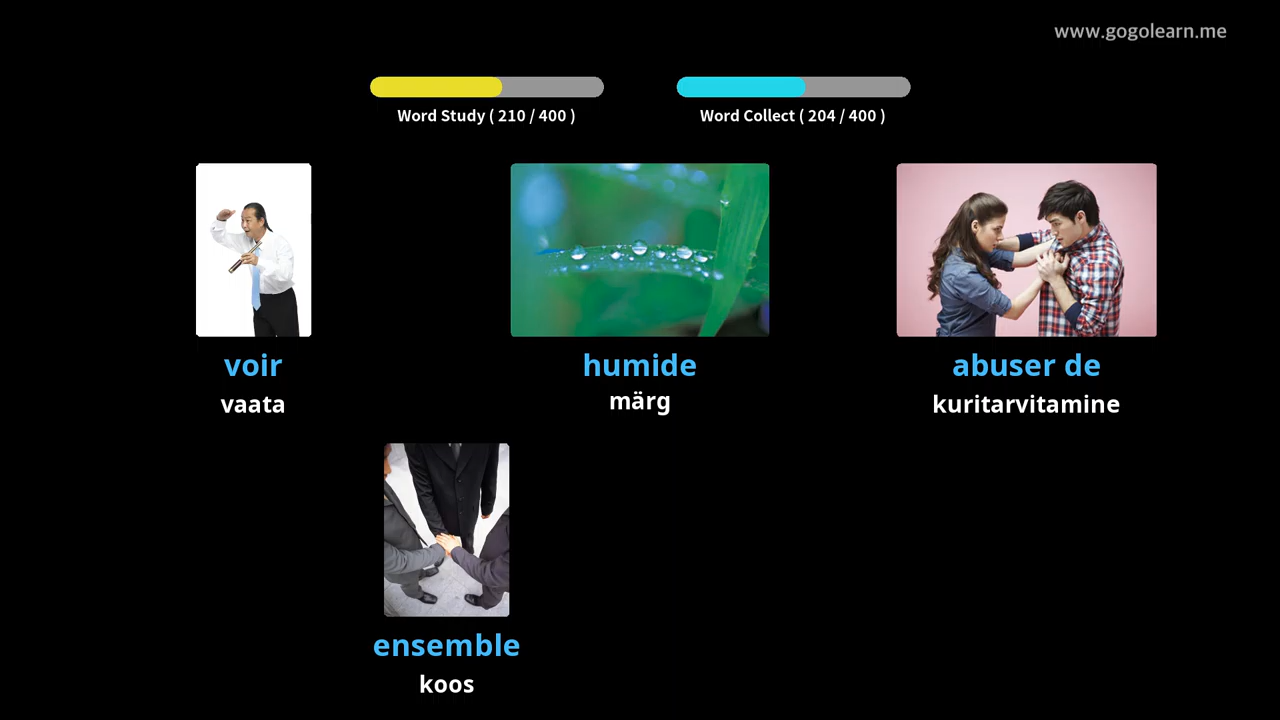 www.gogolearn.me
Word Study ( 210 / 400 )
Word Collect ( 204 / 400 )
voir
vaata
humide
märg
abuser de
kuritarvitamine
ensemble
koos